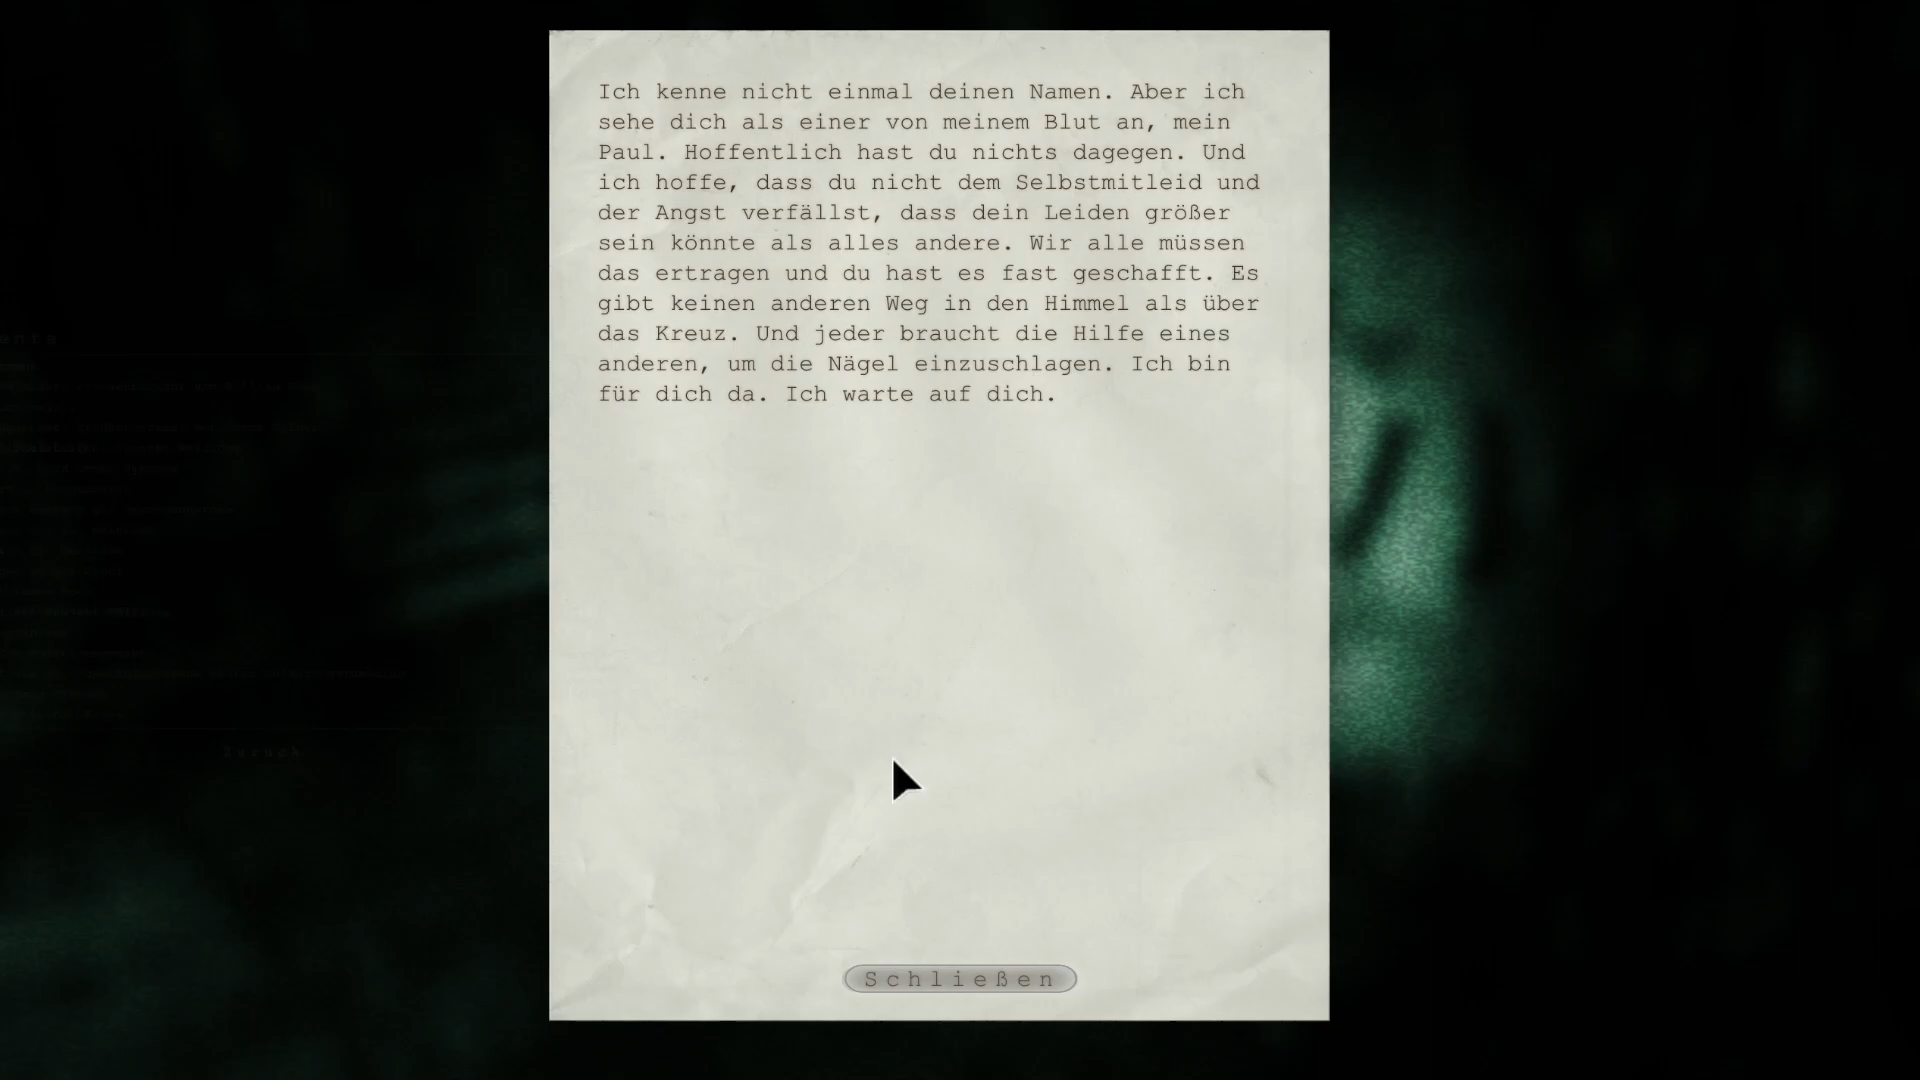 Ich kenne nicht einmal deinen Namen. Aber ich
sehe dich als einer von meinem Blut an, mein
Paul. Hoffentlich hast du nichts dagegen. Und
ich hoffe, dass du nicht dem Selbstmitleid und
der Angst verfällst, dass dein Leiden größer
sein könnte als alles andere. Wir alle müssen
das ertragen und du hast es fast geschafft. Es
gibt keinen anderen Weg in den Himmel als über
das Kreuz. Und jeder braucht die Hilfe eines
anderen, um die Nägel einzuschlagen. Ich bin
für dich da. Ich warte auf dich.
Zurück
Schließen